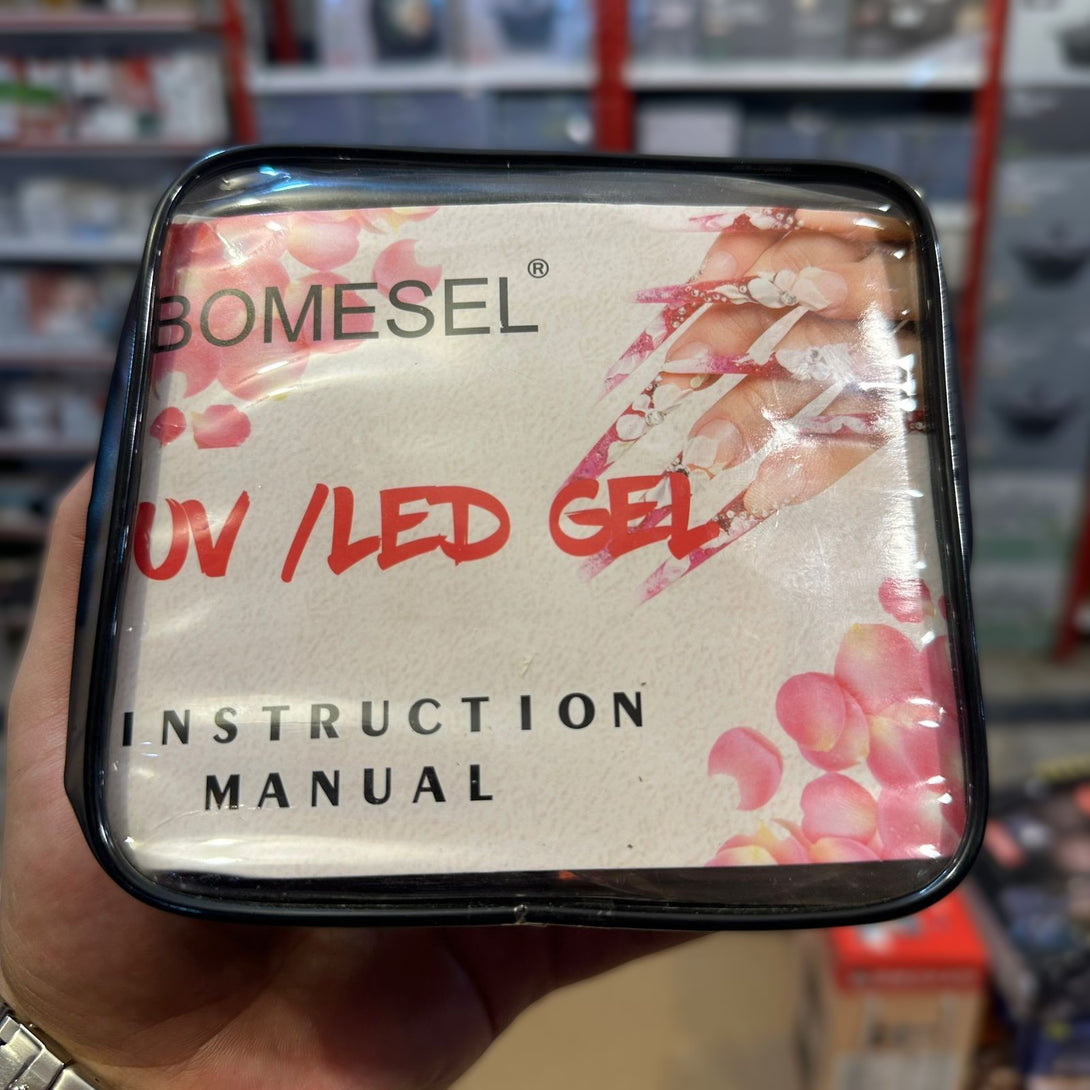 BOMESEL®
UV /LED GEL
INSTRUCTION
MANUAL